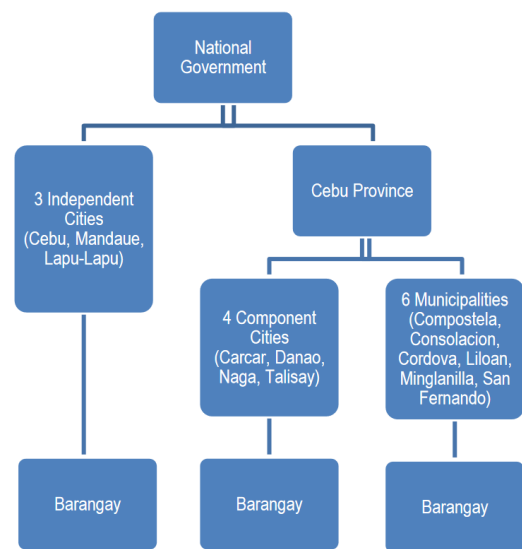 National
Government
3 Independent
Cities
(Cebu, Mandaue,
Lapu-Lapu)
Cebu Province
4 Component
Cities
(Carcar, Danao,
Naga, Talisay)
6 Municipalities
(Compostela,
Consolacion,
Cordova, Liloan,
Minglanilla, San
Fernando)
Barangay
Barangay
Barangay